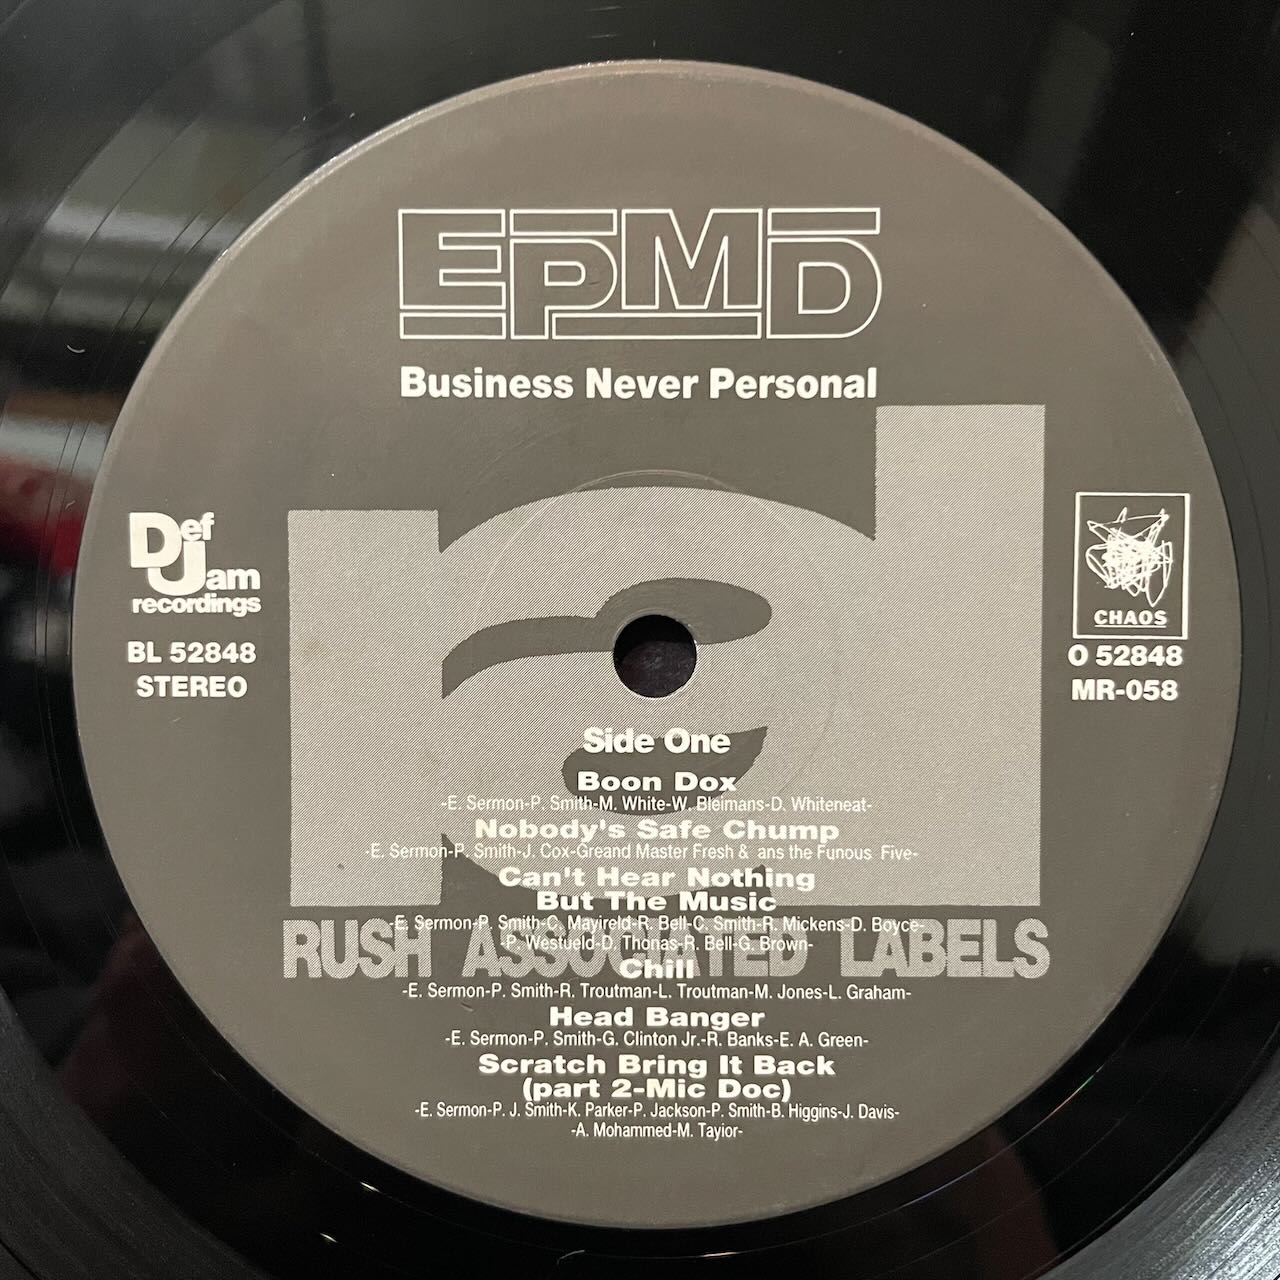 EPMD
Business Never Personal
Def
Jam
recordings
BL 52848
STEREO
CHAOS
O 52848
MR-058
Side One
Boon Dox
-E. Sermon-P. Smith-M. White-W. Bleimans-D. Whiteneat-
Nobody's Safe Chump
-E. Sermon-P. Smith-J. Cox-Greand Master Fresh & ans the Funous Five-
Can't Hear Nothing
But The Music
-E. Sermon-P. Smith-C. Mayireld-R. Bell-C. Smith-R. Mickens-D. Boyce-
-P. Westueld-D. Thonas-R. Bell-G. Brown-
RUSH ASSOCIATED LABELS
Chill
-E. Sermon-P. Smith-R. Troutman-L. Troutman-M. Jones-L. Graham-
Head Banger
-E. Sermon-P. Smith-G. Clinton Jr.-R. Banks-E. A. Green-
Scratch Bring It Back
(part 2-Mic Doc)
-E. Sermon-P. J. Smith-K. Parker-P. Jackson-P. Smith-B. Higgins-J. Davis-
-A. Mohammed-M. Tayior-